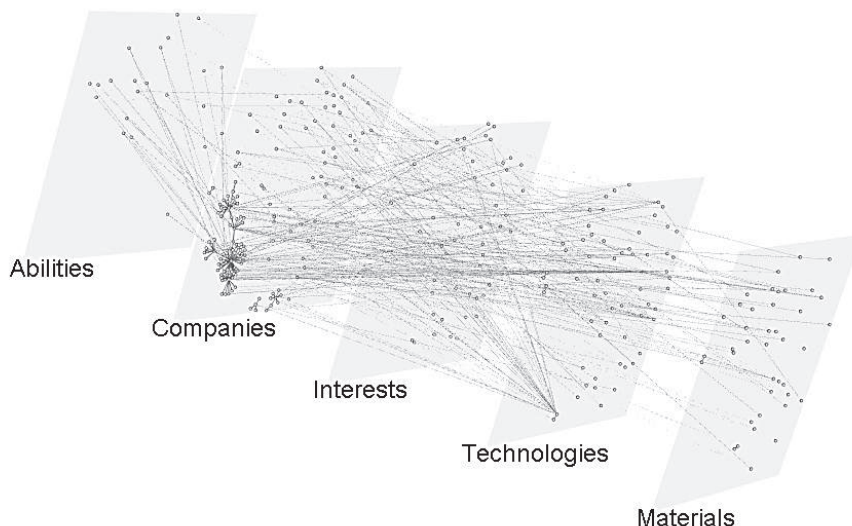 Abilities
Companies
Interests
Technologies
Materials